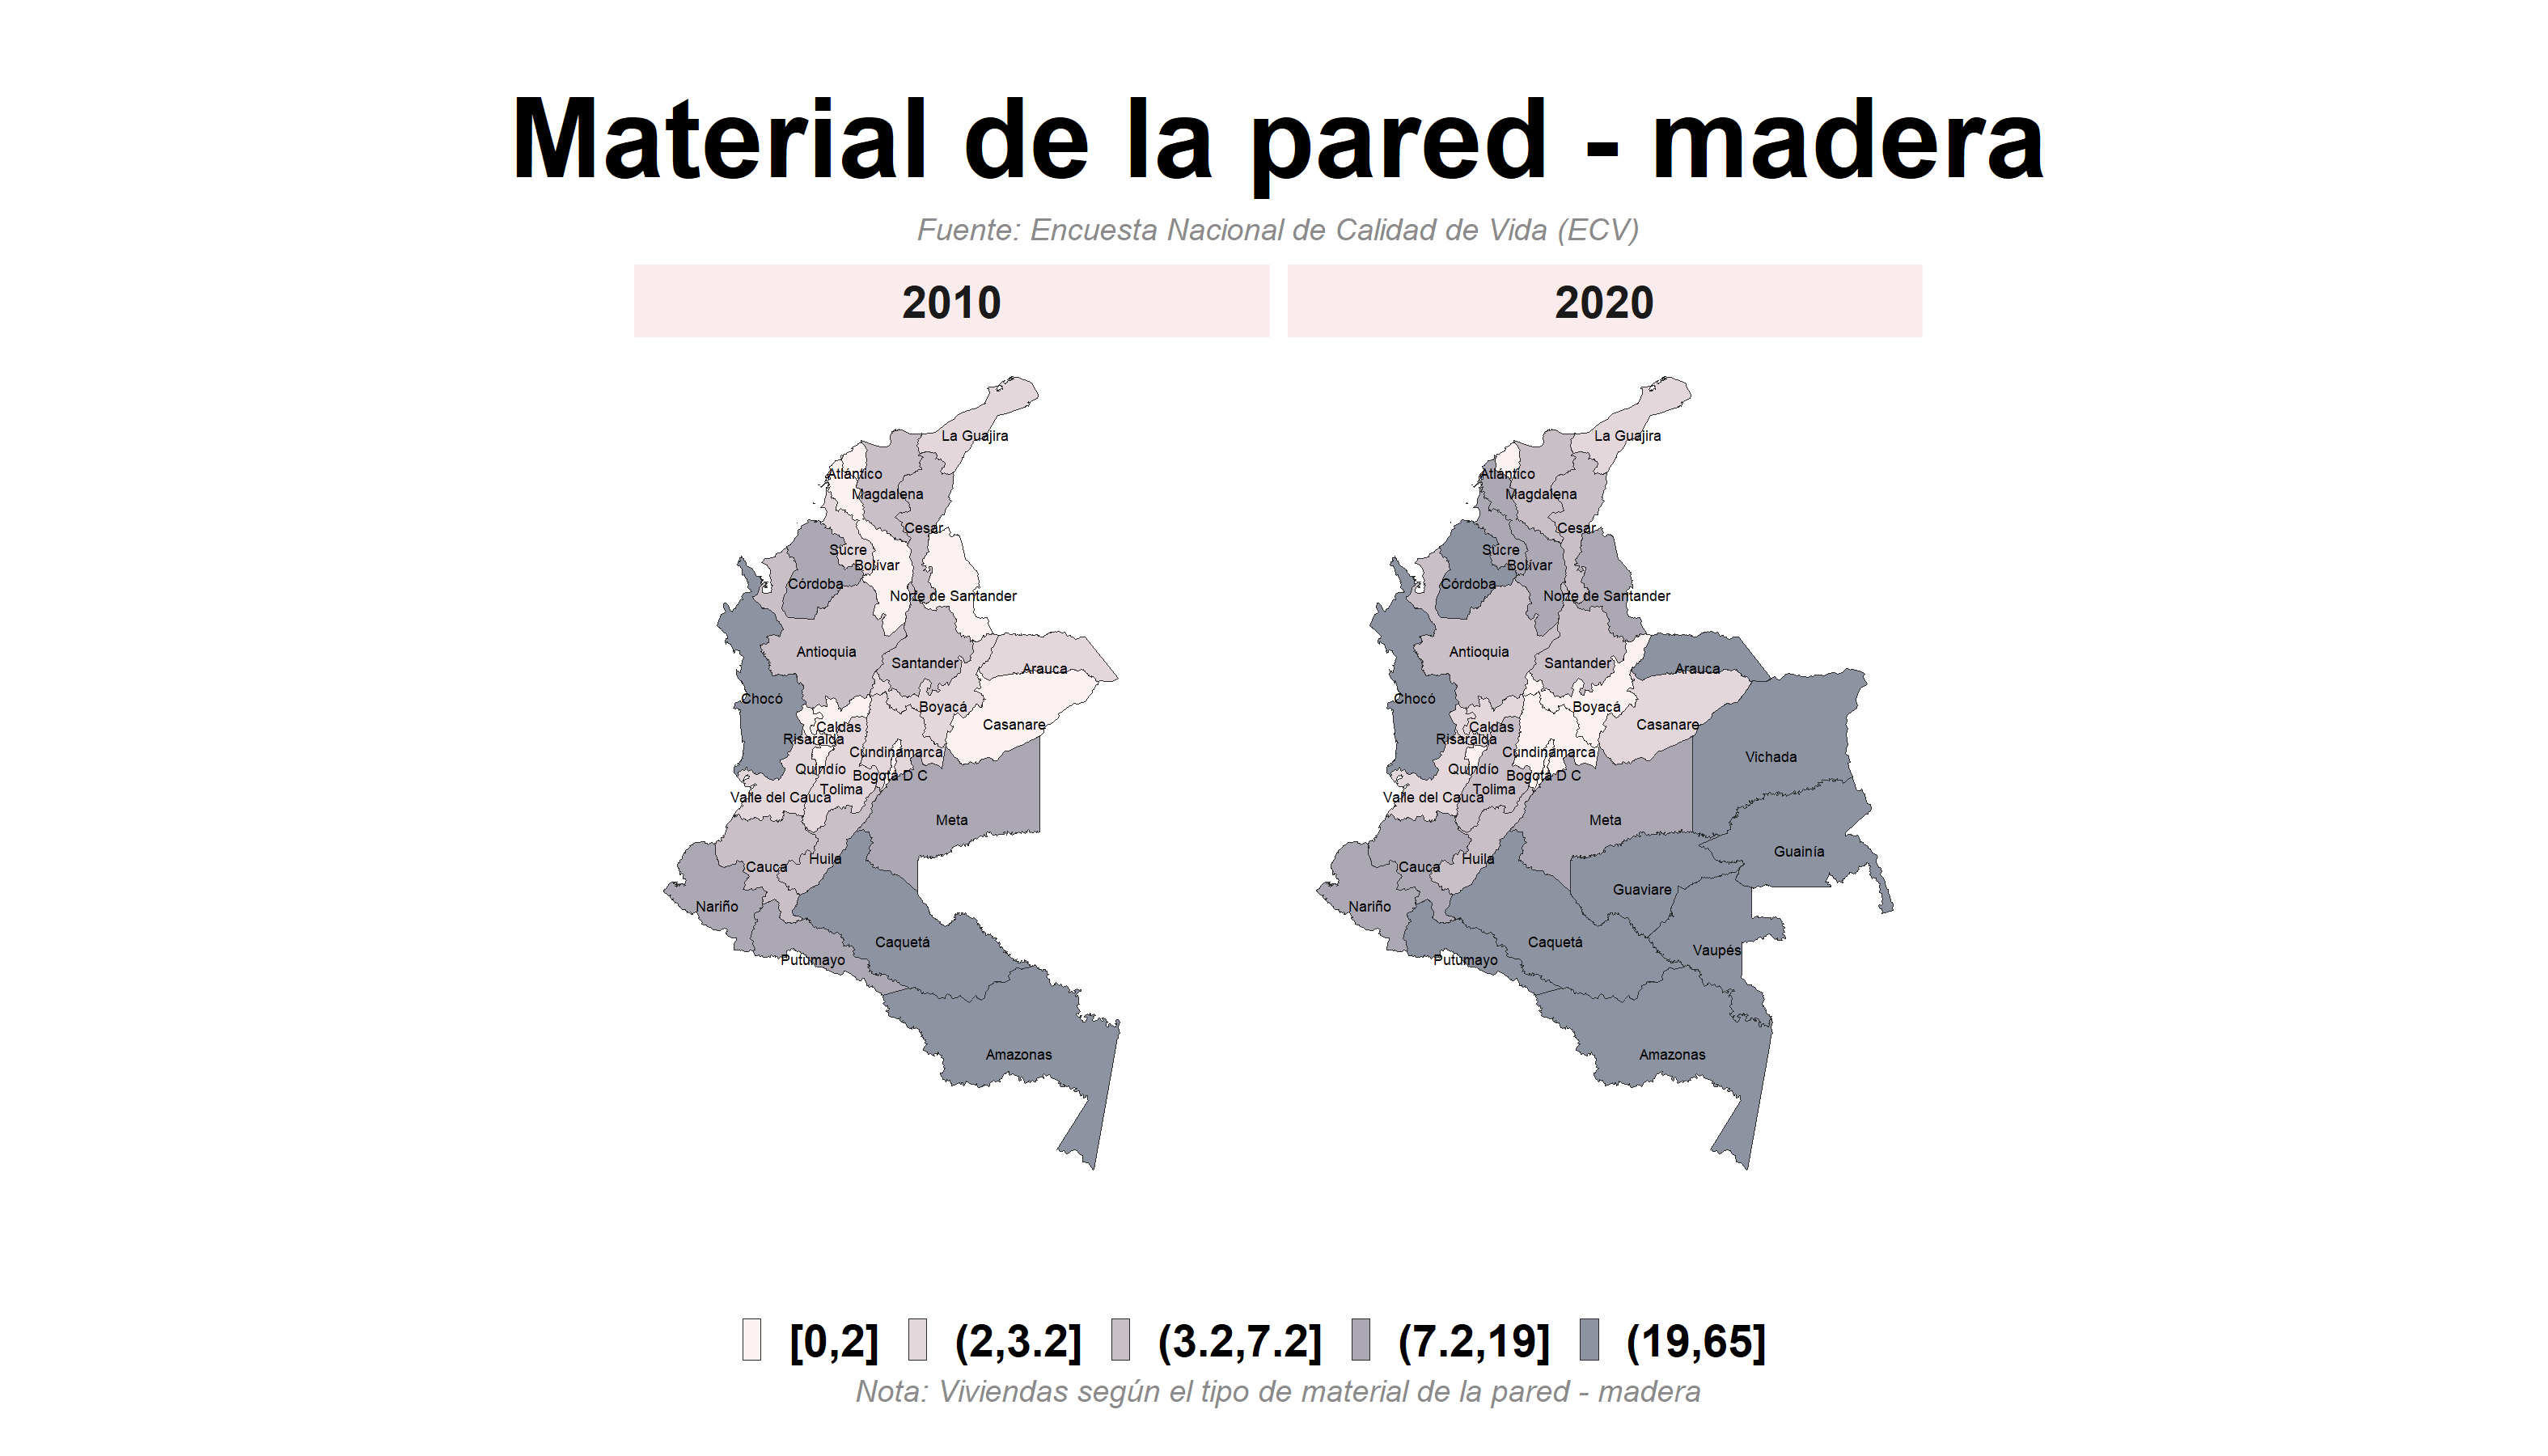 Material de la pared - madera
Fuente: Encuesta Nacional de Calidad de Vida (ECV)
2010
2020
La Guajira
Atlántico
Magdalena
Cesar
Sucre
Bolívar
Córdoba
Norte de Santander
Antioquia
Santander
Arauca
Chocó
Boyacá
Casanare
Caldas
Risaralda
Cundinamarca
Quindío
Bogotá D C
Tolima
Valle del Cauca
Meta
Huila
Cauca
Nariño
Caquetá
Putumayo
Amazonas
La Guajira
Atlántico
Magdalena
Cesar
Sucre
Bolívar
Córdoba
Norte de Santander
Antioquia
Santander
Arauca
Chocó
Boyacá
Casanare
Caldas
Risaralda
Cundinamarca
Vichada
Quindío
Bogotá D C
Tolima
Valle del Cauca
Meta
Guainía
Huila
Cauca
Guaviare
Nariño
Caquetá
Vaupés
Putumayo
Amazonas
[0,2] (2,3.2] (3.2,7.2] (7.2,19] (19,65]
Nota: Viviendas según el tipo de material de la pared - madera